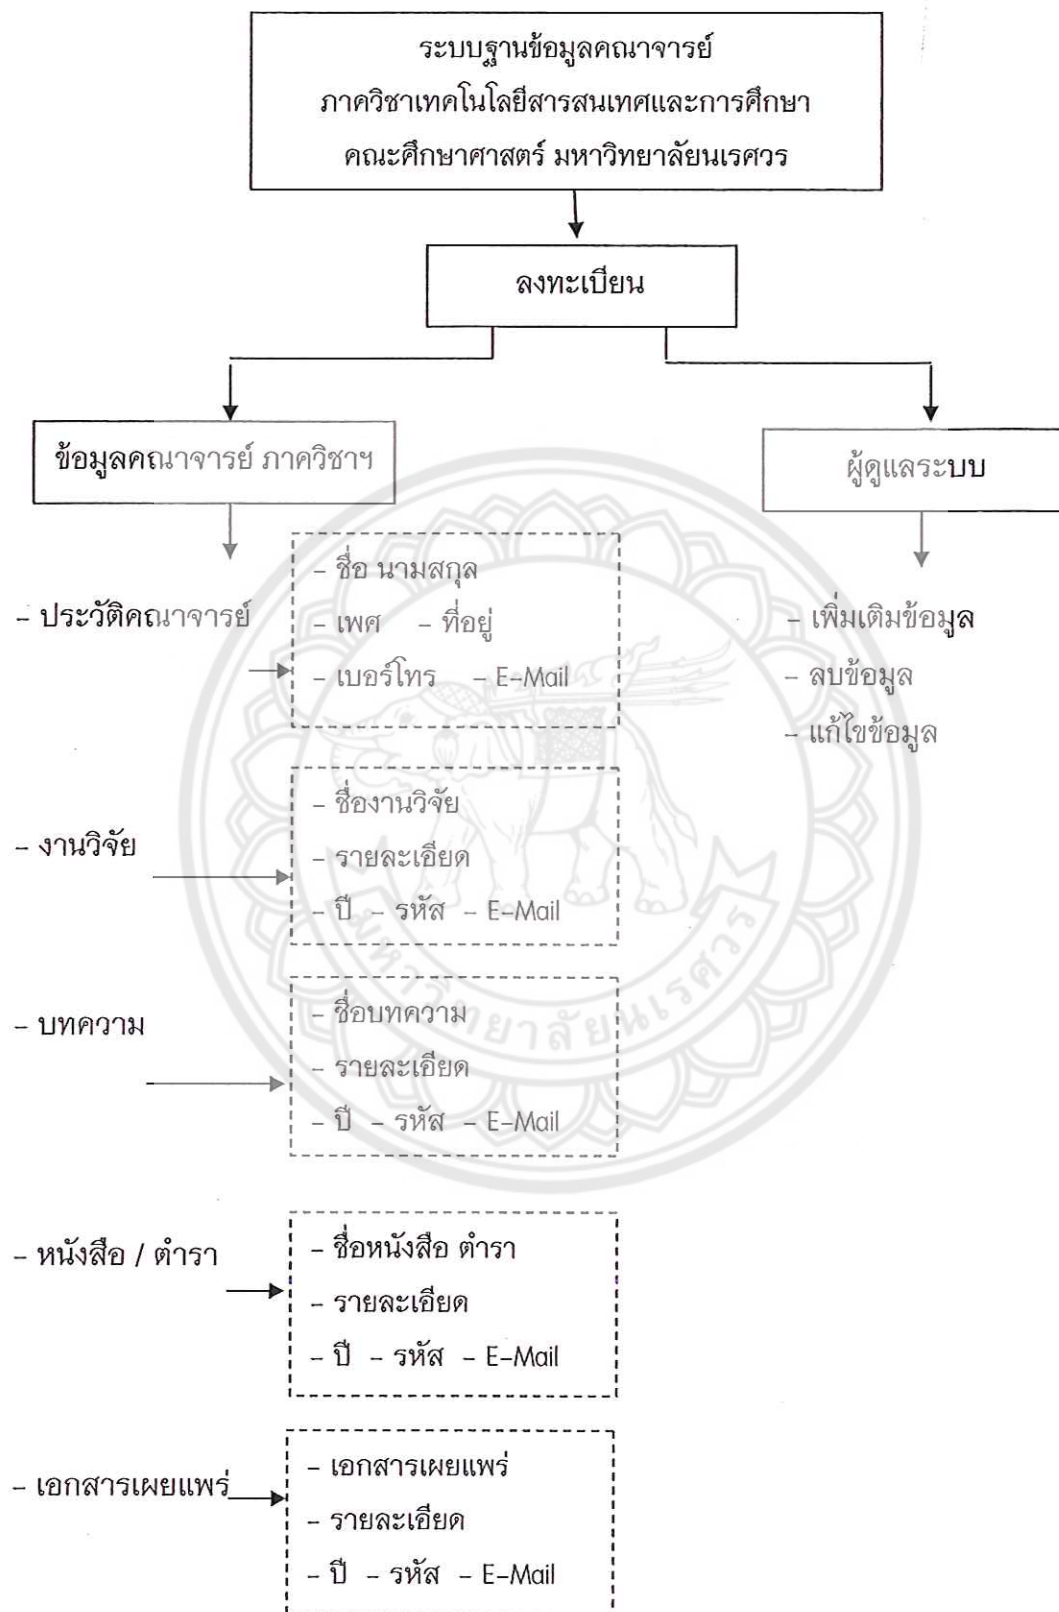 ระบบฐานข้อมูลคณาจารย์
ภาควิชาเทคโนโลยีสารสนเทศและการศึกษา
คณะศึกษาศาสตร์ มหาวิทยาลัยนเรศวร
ลงทะเบียน
ข้อมูลคณาจารย์ ภาควิชาฯ
ผู้ดูแลระบบ
– ประวัติคณาจารย์
– ชื่อ นามสกุล
– เพศ – ที่อยู่
– เบอร์โทร – E-Mail
– เพิ่มเติมข้อมูล
– ลบข้อมูล
– แก้ไขข้อมูล
– งานวิจัย
– ชื่องานวิจัย
– รายละเอียด
– ปี – รหัส – E-Mail
– บทความ
– ชื่อบทความ
– รายละเอียด
– ปี – รหัส – E-Mail
มหาวิทยาลัยนเรศวร
– หนังสือ / ตำรา
– ชื่อหนังสือ ตำรา
– รายละเอียด
– ปี – รหัส – E-Mail
– เอกสารเผยแพร่
– เอกสารเผยแพร่
– รายละเอียด
– ปี – รหัส – E-Mail